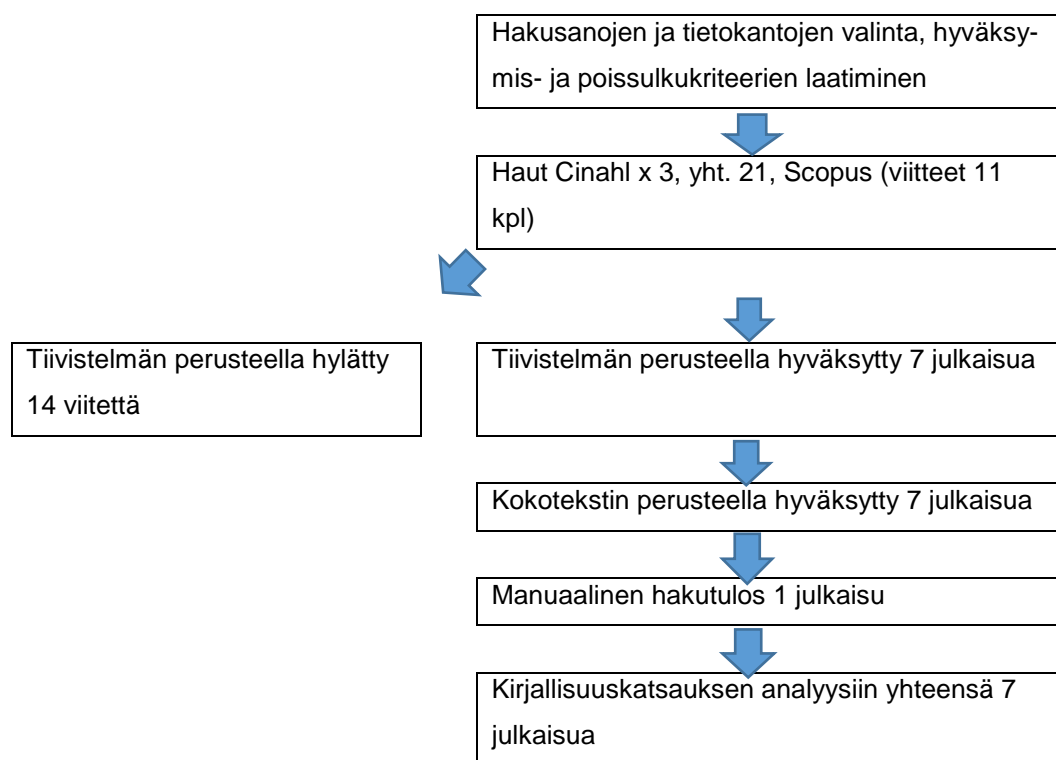 Hakusanojen ja tietokantojen valinta, hyväksy-
mis- ja poissulkukriteerien laatiminen
Haut Cinahl x 3, yht. 21, Scopus (viitteet 11
kpl)
Tiivistelmän perusteella hylätty
14 viitettä
Tiivistelmän perusteella hyväksytty 7 julkaisua
Kokotekstin perusteella hyväksytty 7 julkaisua
Manuaalinen hakutulos 1 julkaisu
Kirjallisuuskatsauksen analyysiin yhteensä 7
julkaisua